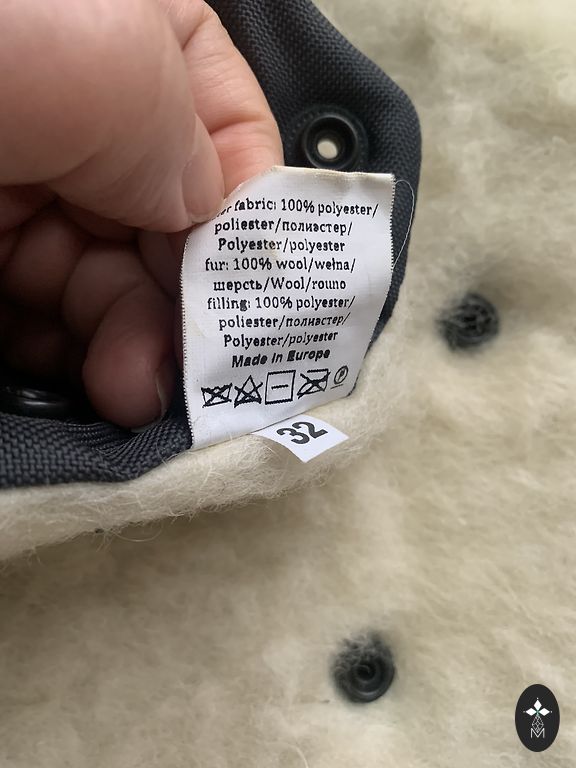 fabric: 100% polyester/
poliester/полиэстер/
Polyester/polyester
fur: 100% wool/wełna/
шерсть/Wool/rouno
filling: 100% polyester/
poliester/полиэстер/
Polyester/polyester
Made in Europe
P
32
M